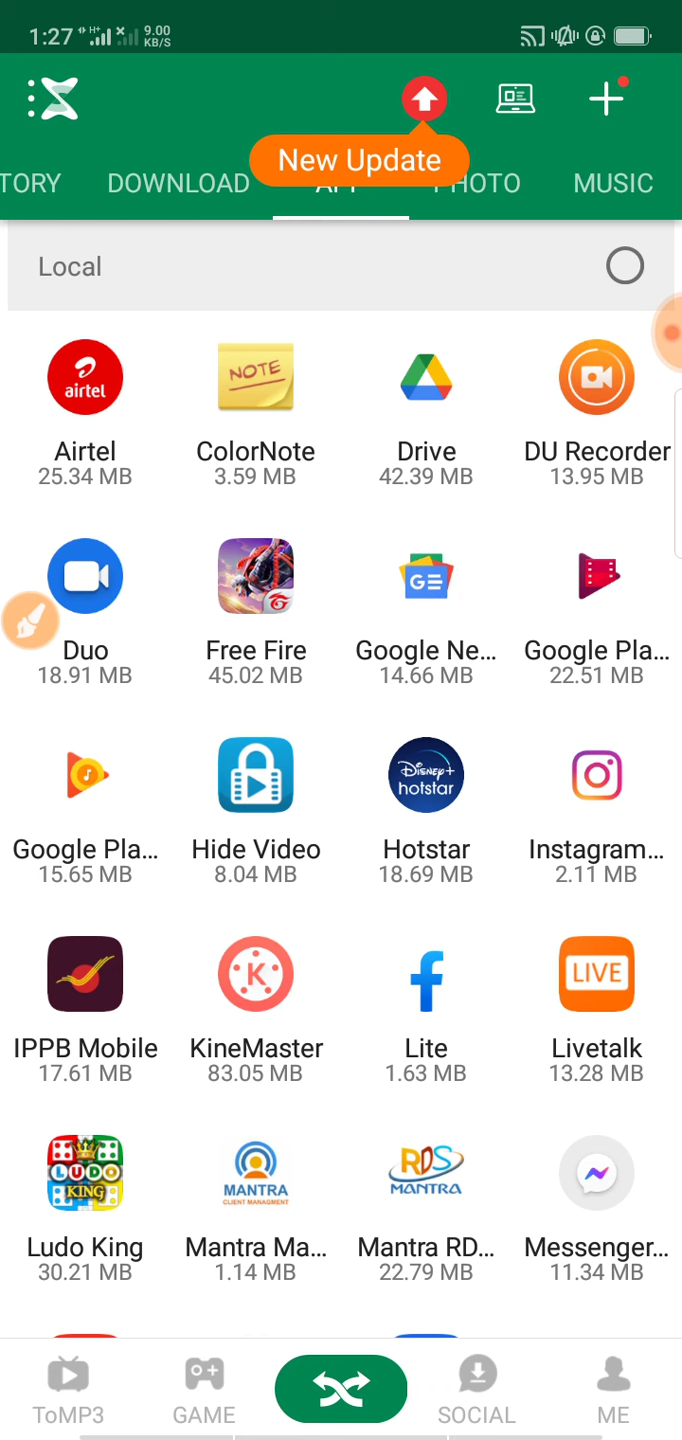 1:27 H+ 9.00 KB/S
New Update
TORY DOWNLOAD PHOTO MUSIC
Local
airtel NOTE
Airtel ColorNote Drive DU Recorder
25.34 MB 3.59 MB 42.39 MB 13.95 MB
GE
Duo Free Fire Google Ne... Google Pla...
18.91 MB 45.02 MB 14.66 MB 22.51 MB
Disney+ hotstar
Google Pla... Hide Video Hotstar Instagram...
15.65 MB 8.04 MB 18.69 MB 2.11 MB
K LIVE
IPPB Mobile KineMaster Lite Livetalk
17.61 MB 83.05 MB 1.63 MB 13.28 MB
LUDO KING MANTRA CLIENT MANAGMENT RDS MANTRA
Ludo King Mantra Ma... Mantra RD... Messenger...
30.21 MB 1.14 MB 22.79 MB 11.34 MB
ToMP3 GAME SOCIAL ME